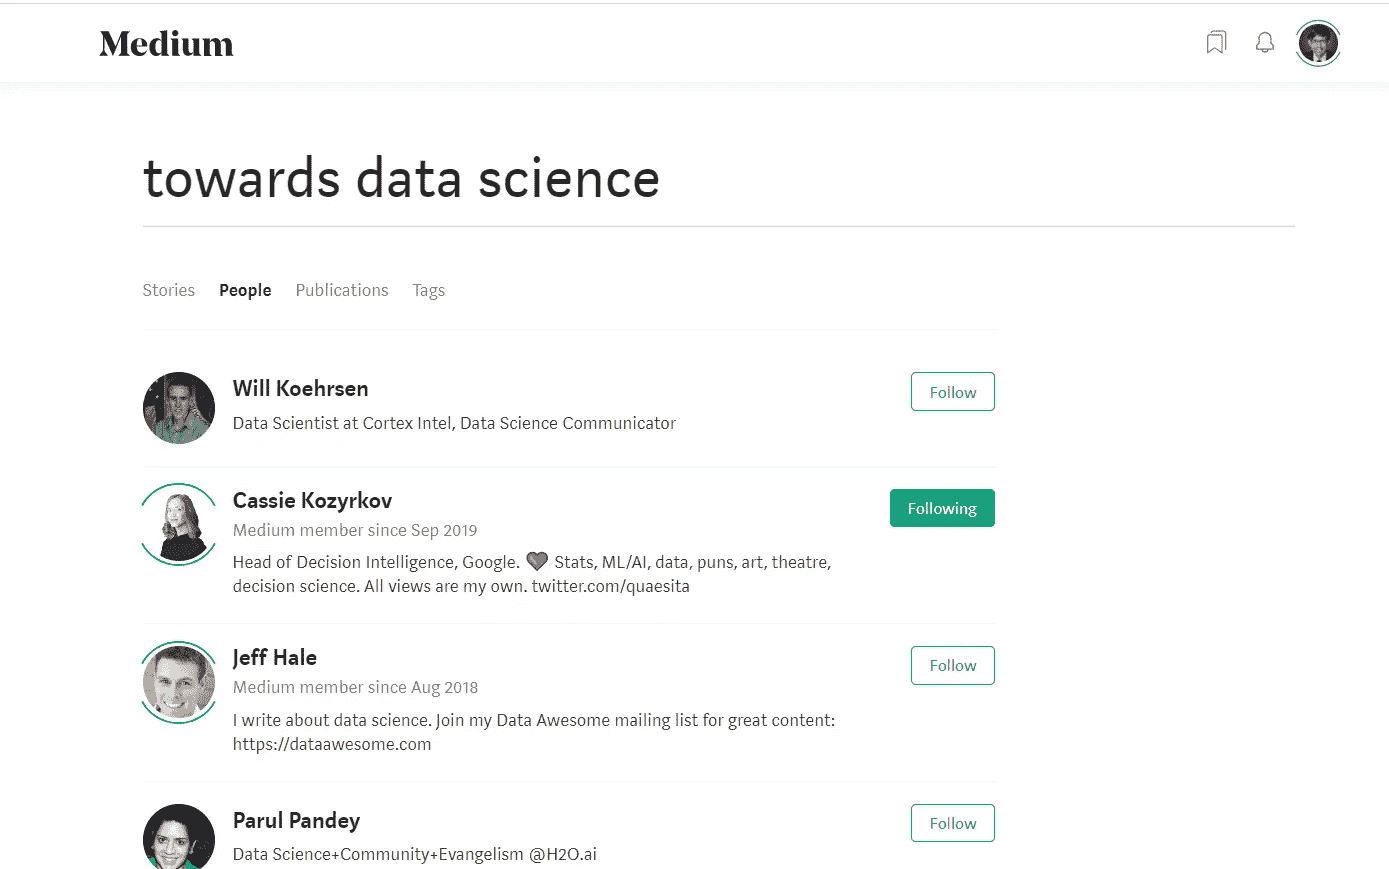 Medium
towards data science
Stories People Publications Tags
Will Koehrsen
Follow
Data Scientist at Cortex Intel, Data Science Communicator
Cassie Kozyrkov
Following
Medium member since Sep 2019
Head of Decision Intelligence, Google. 🖤 Stats, ML/AI, data, puns, art, theatre,
decision science. All views are my own. twitter.com/quaesita
Jeff Hale
Follow
Medium member since Aug 2018
I write about data science. Join my Data Awesome mailing list for great content:
https://dataawesome.com
Parul Pandey
Follow
Data Science+Community+Evangelism @H2O.ai